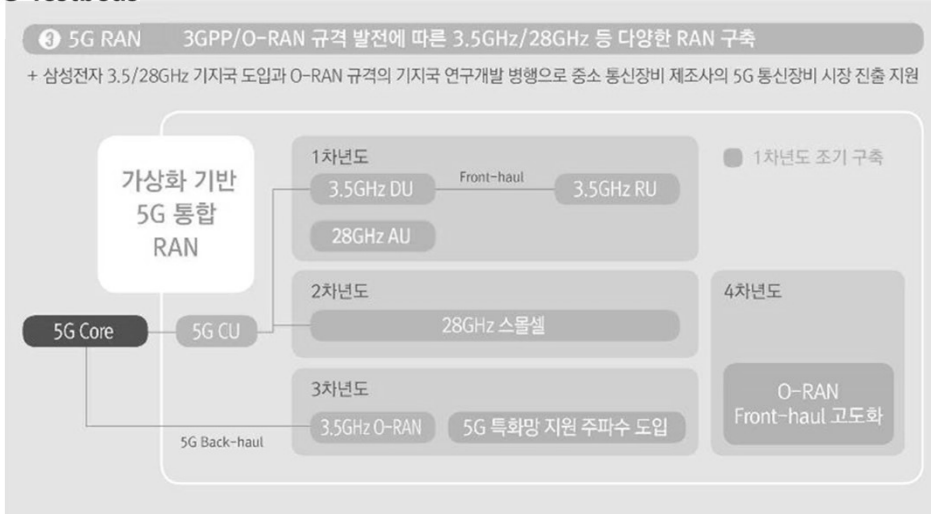 ❸ 5G RAN 3GPP/O-RAN 규격 발전에 따른 3.5GHz/28GHz 등 다양한 RAN 구축
+ 삼성전자 3.5/28GHz 기지국 도입과 O-RAN 규격의 기지국 연구개발 병행으로 중소 통신장비 제조사의 5G 통신장비 시장 진출 지원
가상화 기반
5G 통합
RAN
1차년도
3.5GHz DU
Front-haul
3.5GHz RU
28GHz AU
1차년도 조기 구축
2차년도
28GHz 스몰셀
4차년도
5G Core
5G CU
3차년도
3.5GHz O-RAN
5G 특화망 지원 주파수 도입
O-RAN
Front-haul 고도화
5G Back-haul